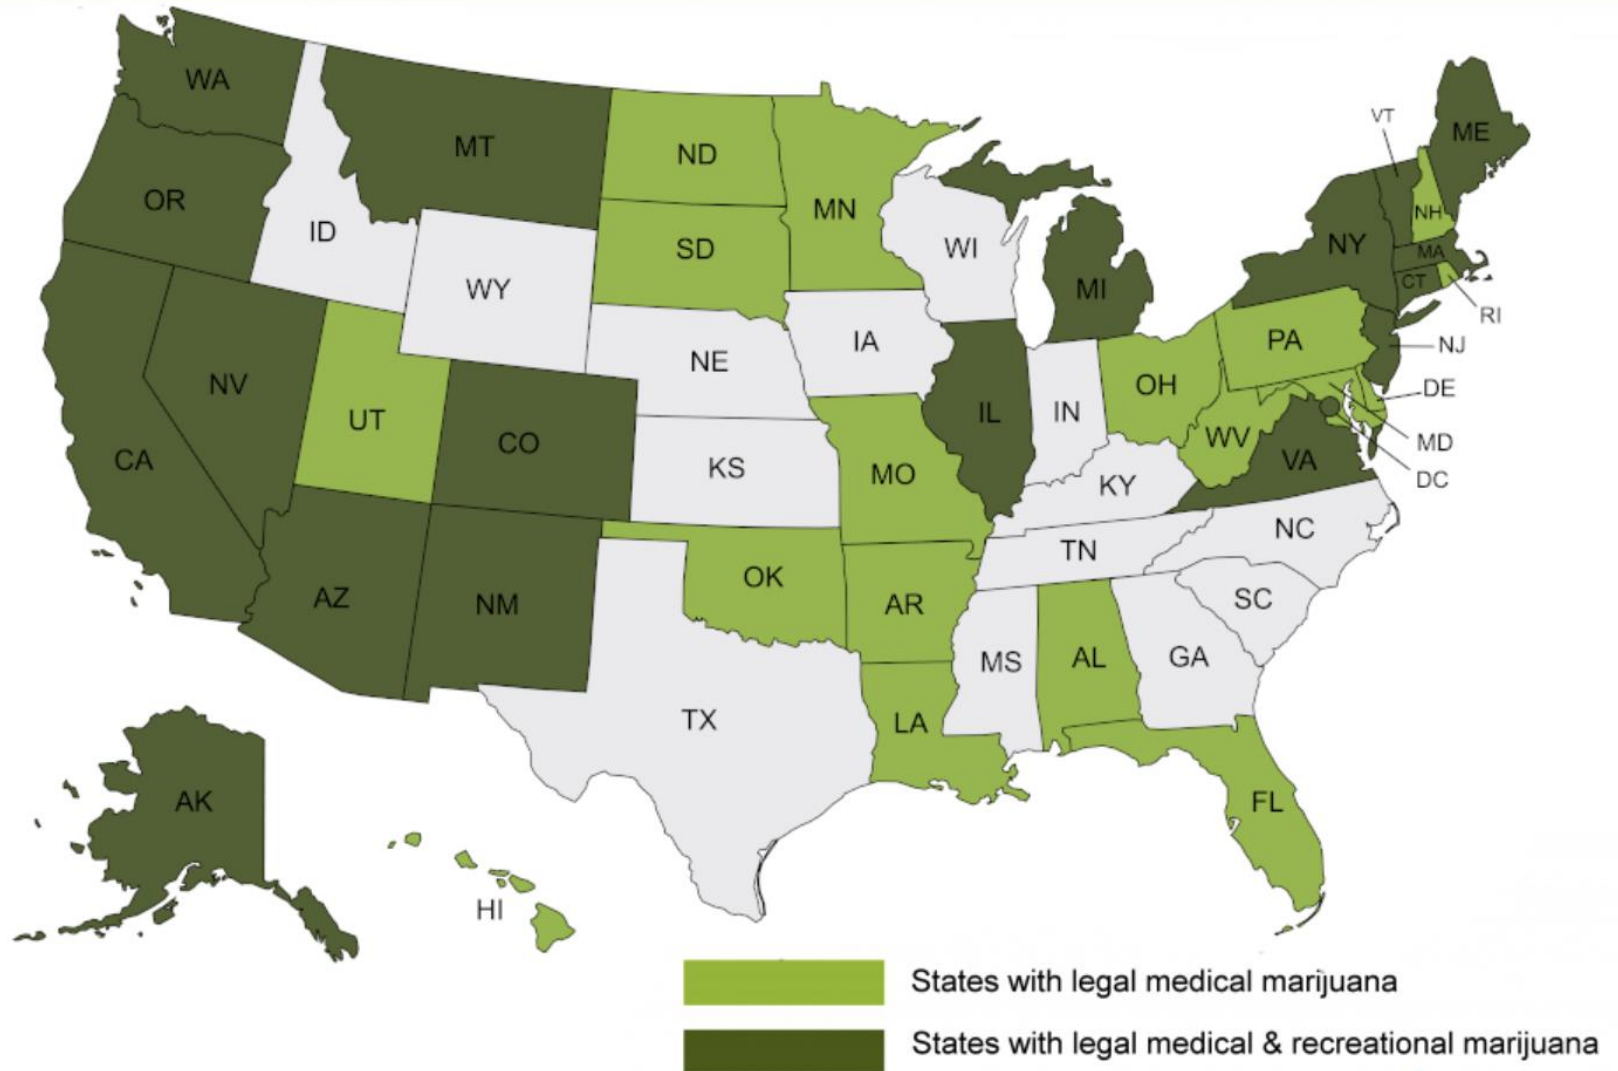 WA
MT
ND
MN
OR
ID
WY
SD
WI
MI
VT
ME
NH
NY
MA
CT
RI
NV
UT
CO
NE
IA
IL
IN
OH
PA
NJ
DE
MD
DC
CA
KS
MO
KY
WV
VA
AZ
NM
OK
AR
TN
NC
SC
TX
LA
MS
AL
GA
AK
HI
FL
States with legal medical marijuana
States with legal medical & recreational marijuana